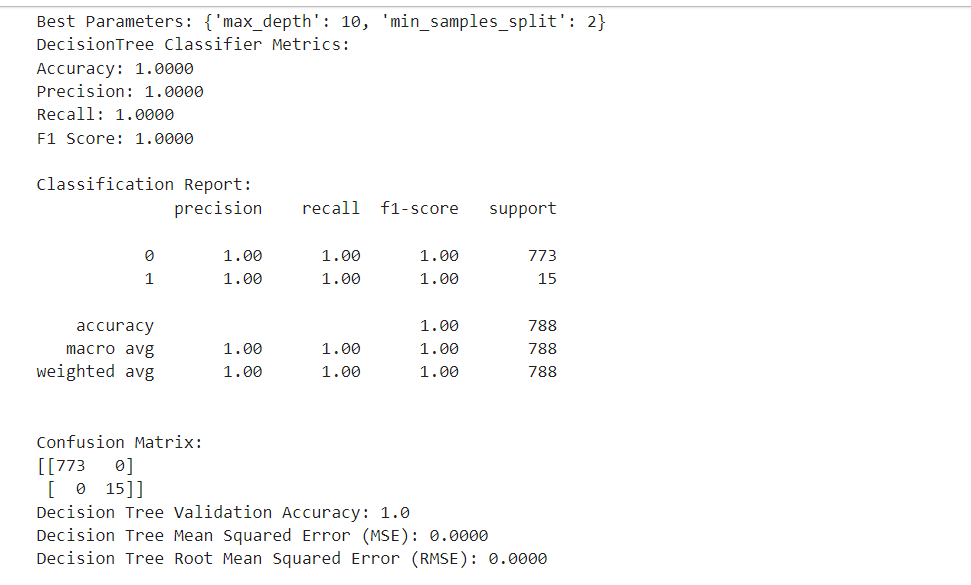 Best Parameters: {'max_depth': 10, 'min_samples_split': 2}
DecisionTree Classifier Metrics:
Accuracy: 1.0000
Precision: 1.0000
Recall: 1.0000
F1 Score: 1.0000

Classification Report:
              precision    recall  f1-score   support

           0       1.00      1.00      1.00       773
           1       1.00      1.00      1.00        15

    accuracy                           1.00       788
   macro avg       1.00      1.00      1.00       788
weighted avg       1.00      1.00      1.00       788


Confusion Matrix:
[[773   0]
 [  0  15]]
Decision Tree Validation Accuracy: 1.0
Decision Tree Mean Squared Error (MSE): 0.0000
Decision Tree Root Mean Squared Error (RMSE): 0.0000